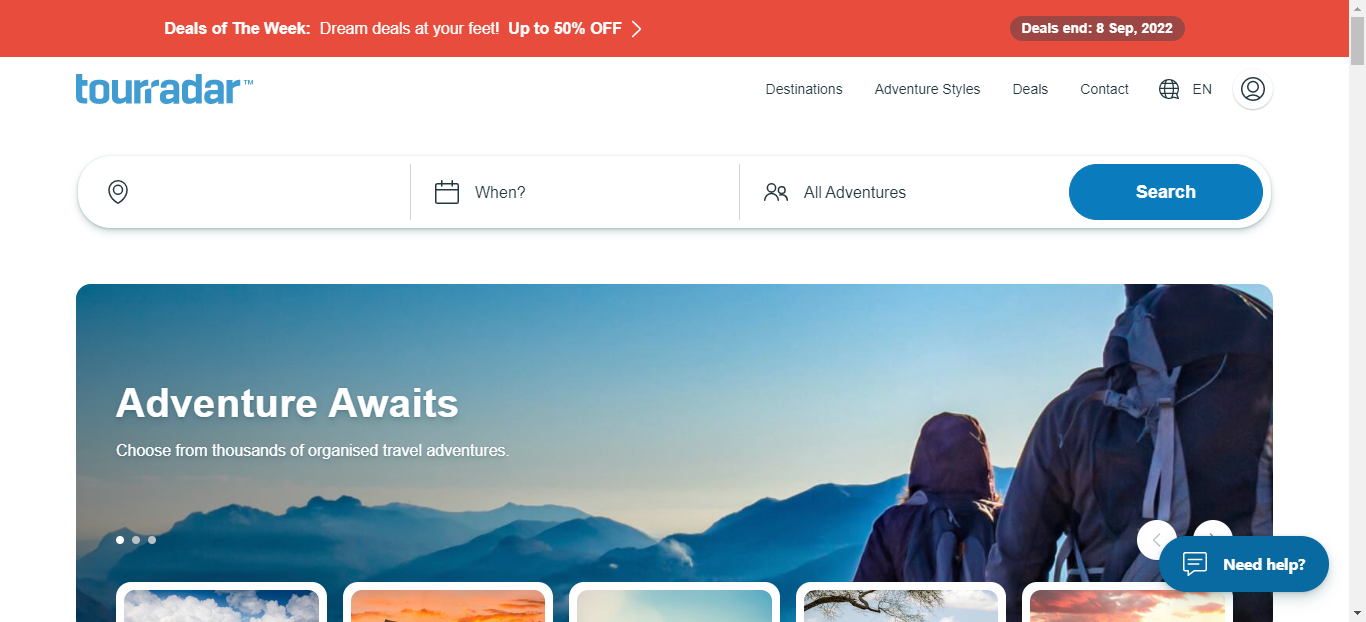 Deals of The Week: Dream deals at your feet! Up to 50% OFF
Deals end: 8 Sep, 2022
tourradar™
Destinations
Adventure Styles
Deals
Contact
EN
When?
All Adventures
Search
Adventure Awaits
Choose from thousands of organised travel adventures.
Need help?